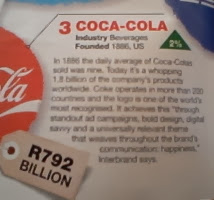 3 COCA-COLA
Industry Beverages
Founded 1886, US
2%
In 1886 the daily average of Coca-Colas
sold was nine. Today it's a whopping
1.8 billion of the company's products
worldwide. Coke operates in more than 200
countries and the logo is one of the world's
most recognised. It achieves this "through
standout ad campaigns, bold design, digital
savvy and a universally relevant theme
that weaves throughout the brand's
communication: happiness,"
Interbrand says.
R792
BILLION